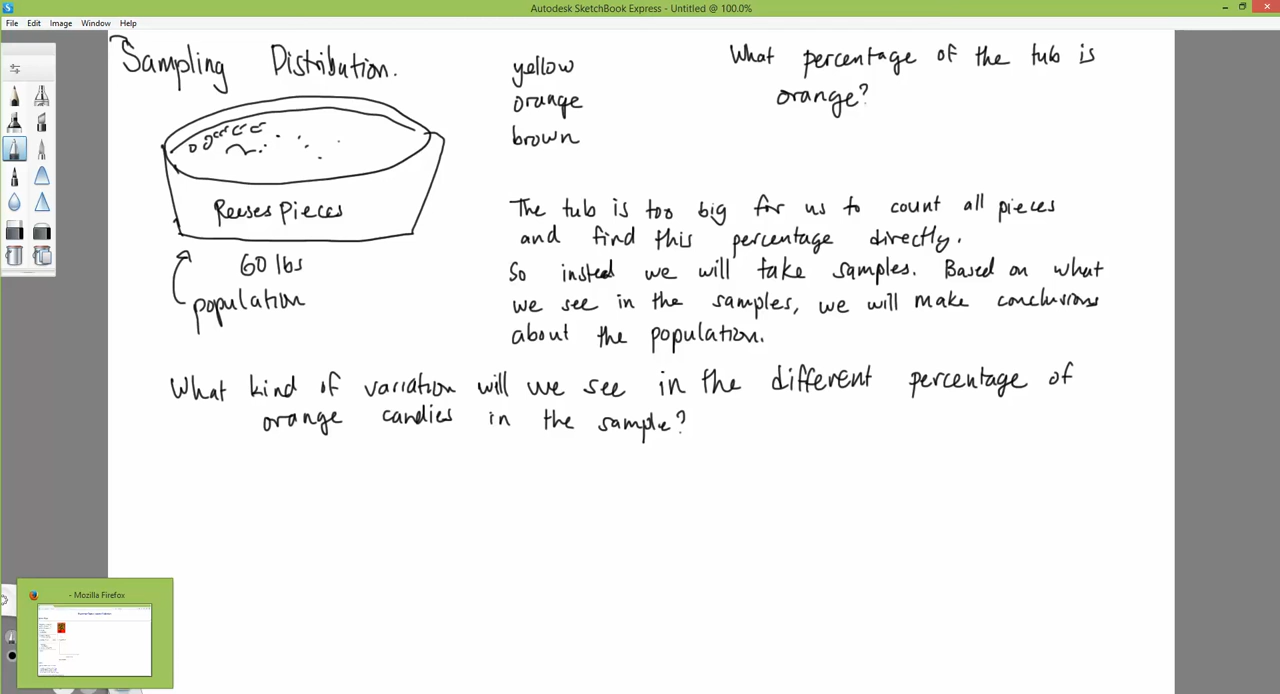 Autodesk SketchBook Express - Untitled @ 100.0%
File Edit Image Window Help
Sampling Distribution.
yellow
orange
brown
What percentage of the tub is
orange?
Reeses Pieces
60 lbs
population
The tub is too big for us to count all pieces
and find this percentage directly.
So instead we will take samples. Based on what
we see in the samples, we will make conclusions
about the population.
What kind of variation will we see in the different percentage of
orange candies in the sample?
- Mozilla Firefox